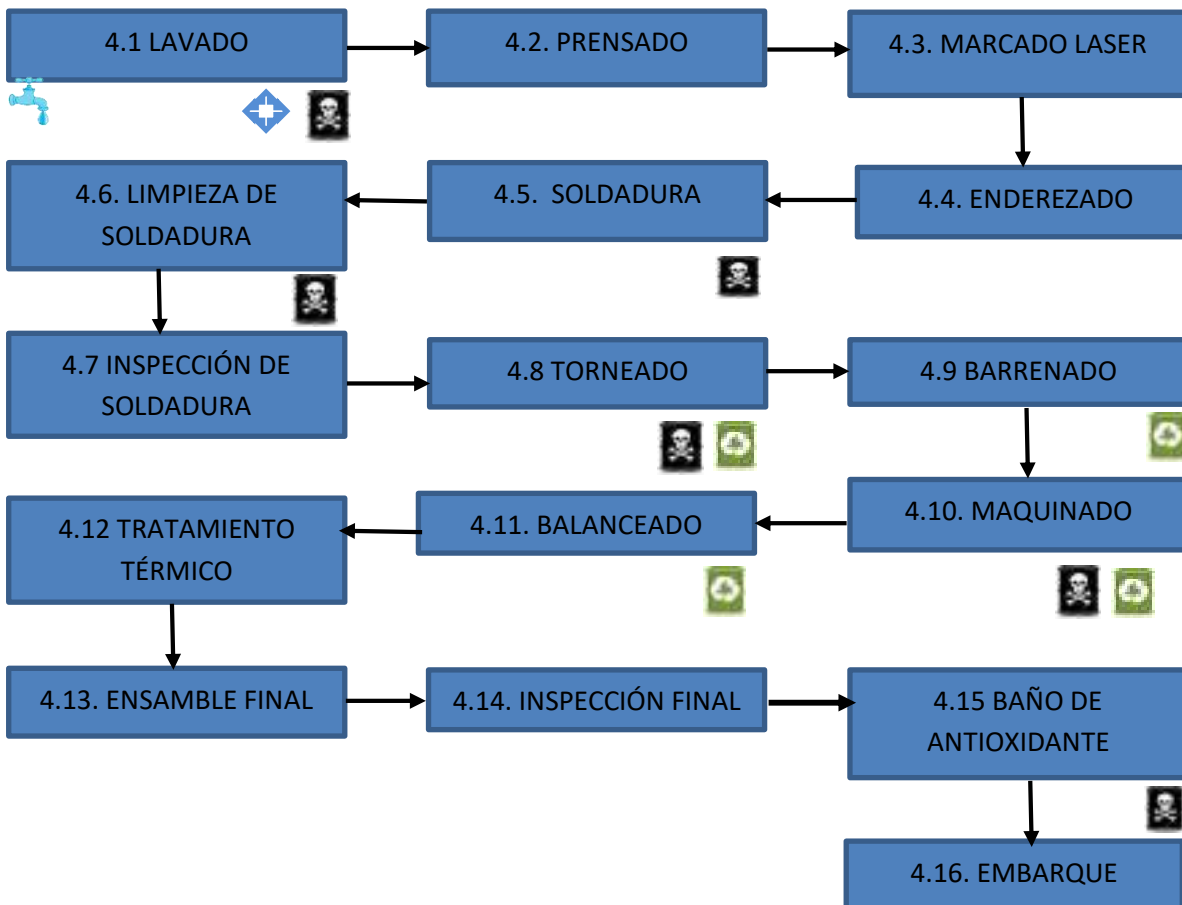 4.1 LAVADO
4.2. PRENSADO
4.3. MARCADO LASER
4.6. LIMPIEZA DE
SOLDADURA
4.5. SOLDADURA
4.4. ENDEREZADO
4.7 INSPECCIÓN DE
SOLDADURA
4.8 TORNEADO
4.9 BARRENADO
4.12 TRATAMIENTO
TÉRMICO
4.11. BALANCEADO
4.10. MAQUINADO
4.13. ENSAMBLE FINAL
4.14. INSPECCIÓN FINAL
4.15 BAÑO DE
ANTIOXIDANTE
4.16. EMBARQUE